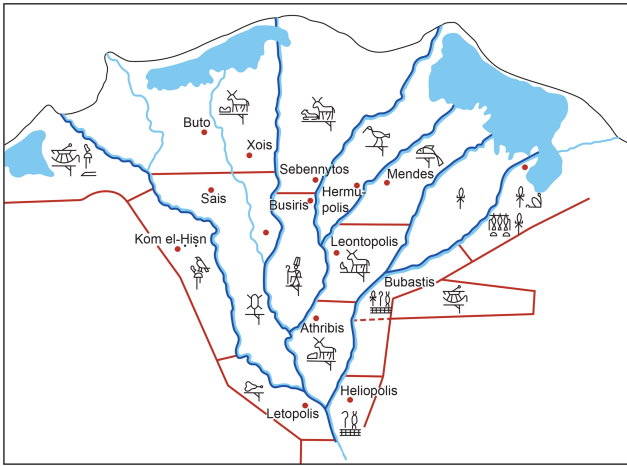 Buto
Xois
Sebennytos
Hermu-
polis
Mendes
Sais
Busiris
Kom el-Ḥiṣn
Leontopolis
Bubastis
Athribis
Heliopolis
Letopolis